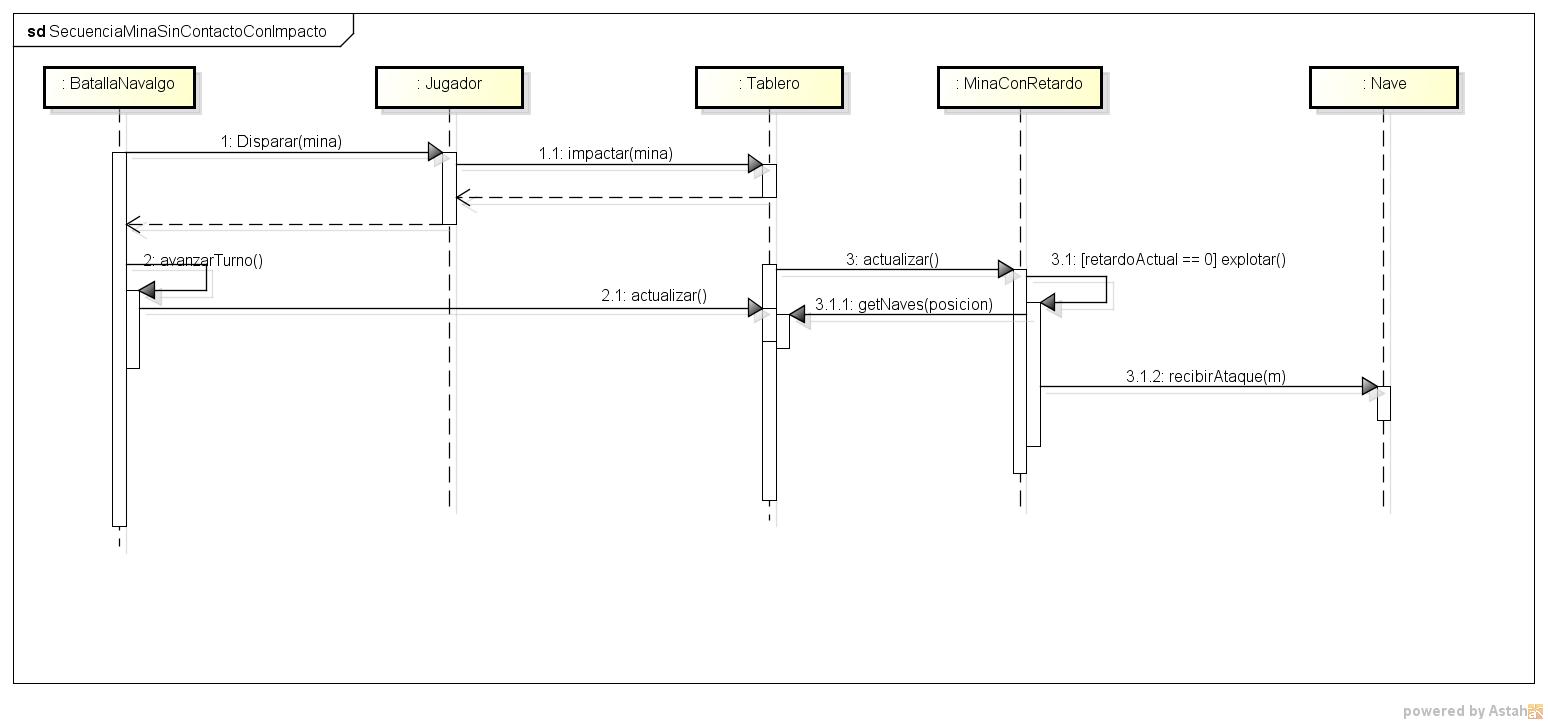 sd SecuenciaMinaSinContactoConImpacto
: BatallaNavalgo
: Jugador
: Tablero
: MinaConRetardo
: Nave
1: Disparar(mina)
1.1: impactar(mina)
2: avanzarTurno()
3: actualizar()
3.1: [retardoActual == 0] explotar()
2.1: actualizar()
3.1.1: getNaves(posicion)
3.1.2: recibirAtaque(m)
powered by Astah